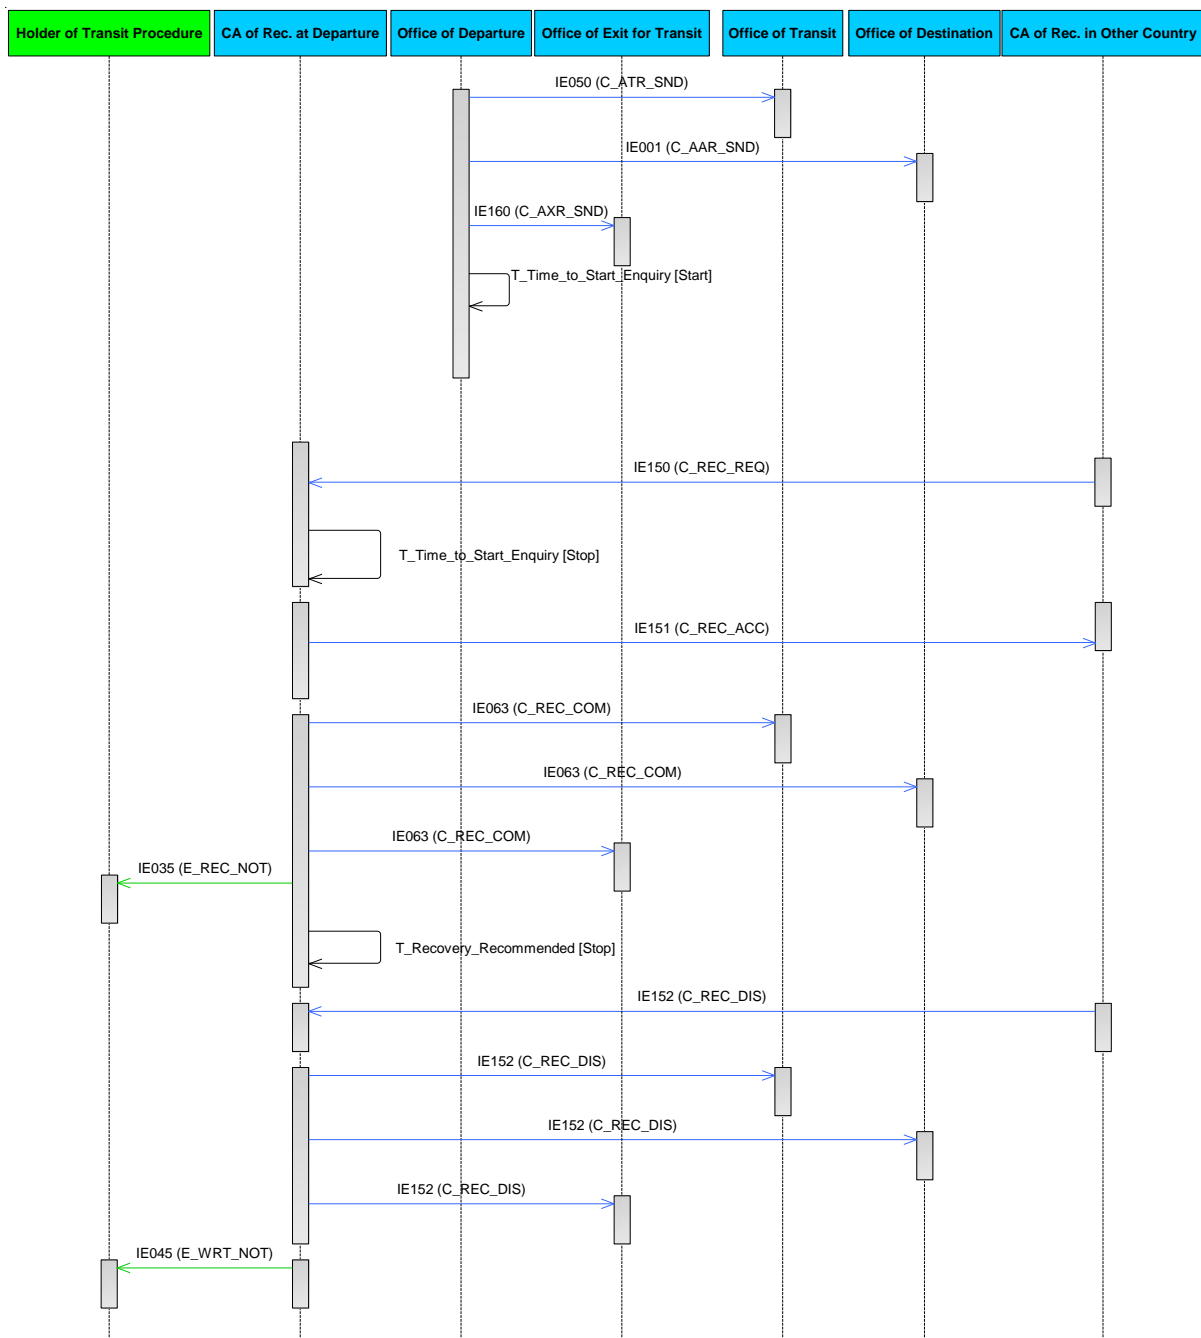 Holder of Transit Procedure
CA of Rec. at Departure
Office of Departure
Office of Exit for Transit
Office of Transit
Office of Destination
CA of Rec. in Other Country
IE050 (C_ATR_SND)
IE001 (C_AAR_SND)
IE160 (C_AXR_SND)
T_Time_to_Start_Enquiry [Start]
IE150 (C_REC_REQ)
T_Time_to_Start_Enquiry [Stop]
IE151 (C_REC_ACC)
IE063 (C_REC_COM)
IE063 (C_REC_COM)
IE063 (C_REC_COM)
IE035 (E_REC_NOT)
T_Recovery_Recommended [Stop]
IE152 (C_REC_DIS)
IE152 (C_REC_DIS)
IE152 (C_REC_DIS)
IE152 (C_REC_DIS)
IE045 (E_WRT_NOT)